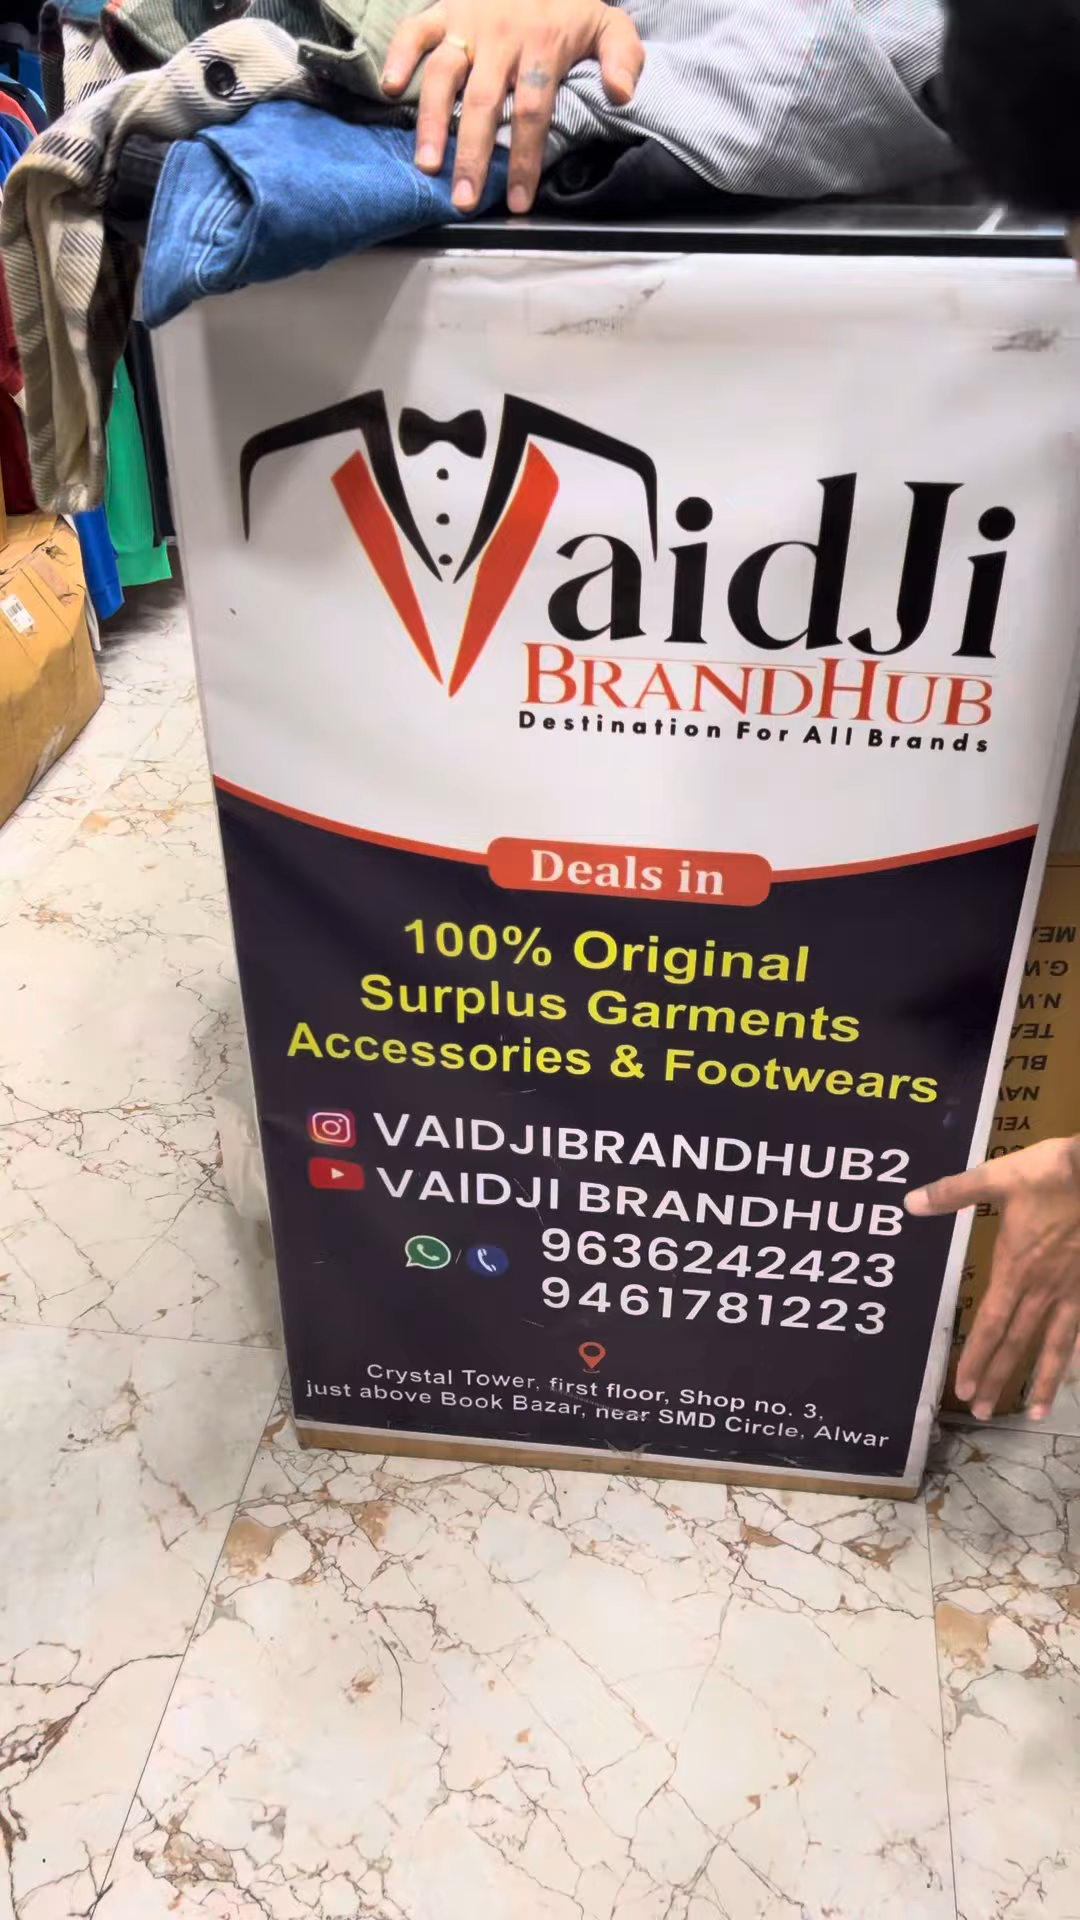 VaidJi
BRANDHUB
Destination For All Brands
Deals in
100% Original
Surplus Garments
Accessories & Footwears
VAIDJIBRANDHUB2
VAIDJI BRANDHUB
9636242423
9461781223
Crystal Tower, first floor, Shop no. 3,
just above Book Bazar, near SMD Circle, Alwar